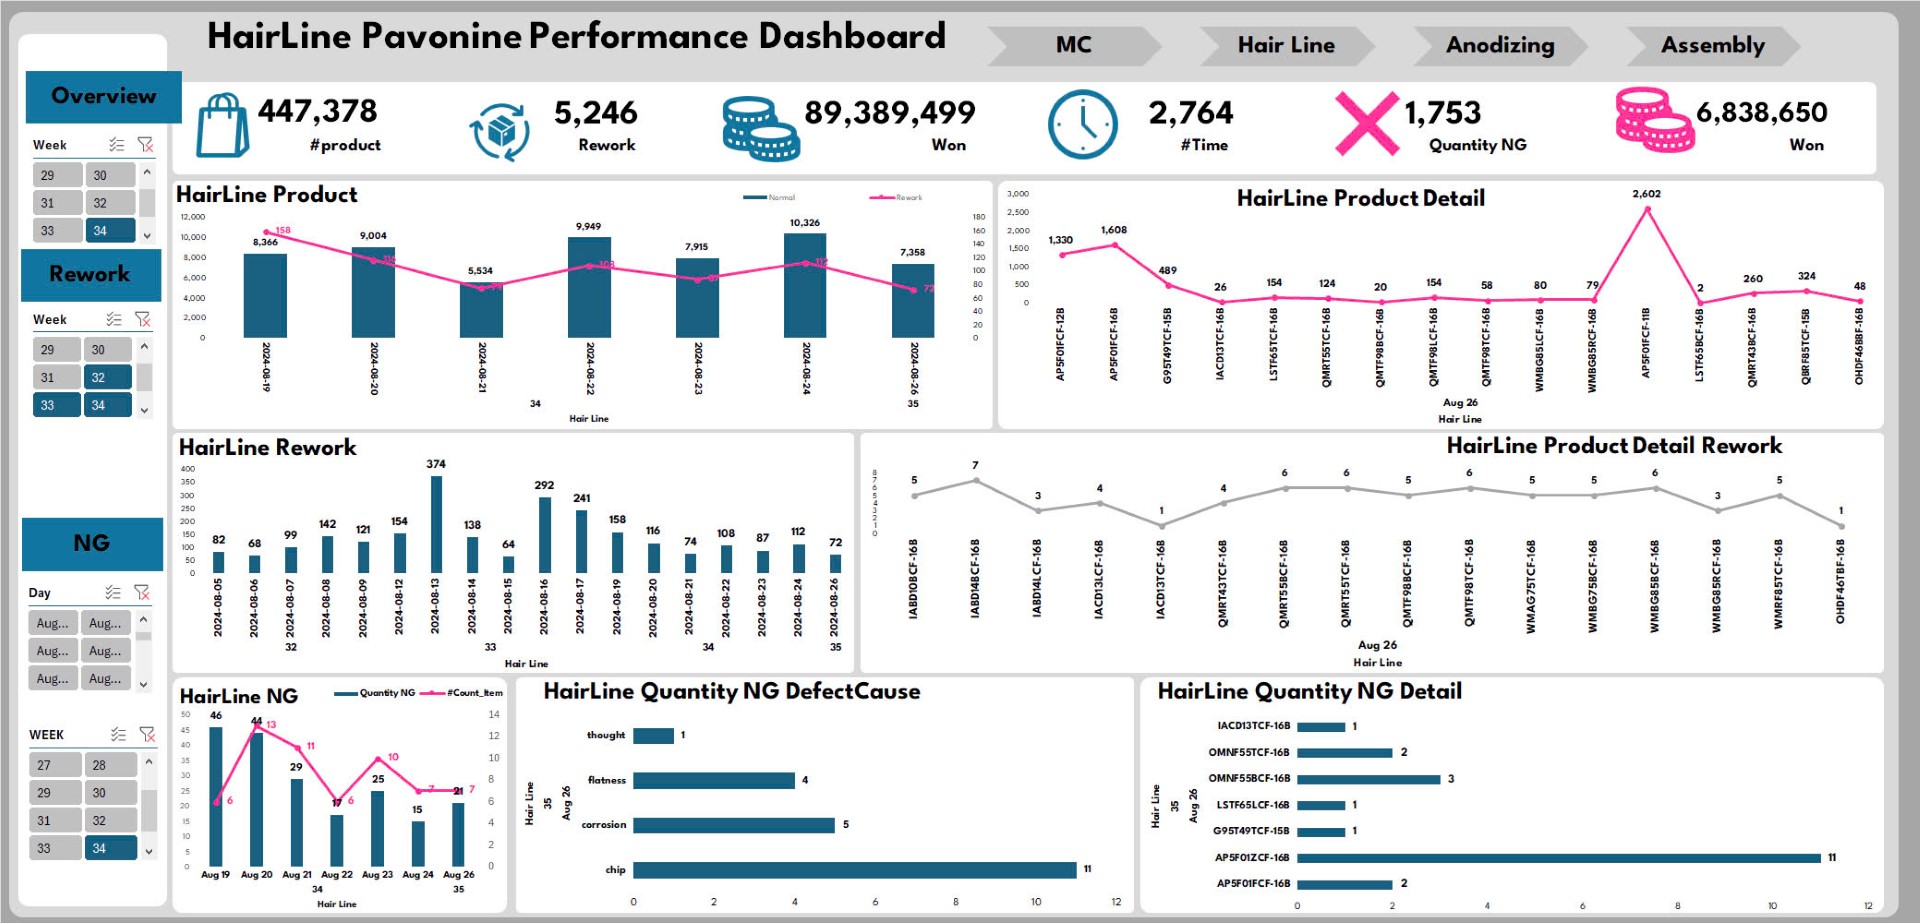 HairLine Pavonine Performance Dashboard
MC
Hair Line
Anodizing
Assembly
Overview
447,378
#product
5,246
Rework
89,389,499
Won
2,764
#Time
1,753
Quantity NG
6,838,650
Won
Week
29 30
31 32
33 34
Rework
Week
29 30
31 32
33 34
NG
Day
Aug... Aug...
Aug... Aug...
Aug... Aug...
WEEK
27 28
29 30
31 32
33 34
HairLine Product
Normal
Rework
12,000
10,000
8,000
6,000
4,000
2,000
0
180
160
140
120
100
80
60
40
20
0
8,366
9,004
5,534
9,949
7,915
10,326
7,358
158
112
72
2024-08-19
2024-08-20
2024-08-21
2024-08-22
2024-08-23
2024-08-24
2024-08-26
34
35
Hair Line
HairLine Product Detail
3,000
2,500
2,000
1,500
1,000
500
0
1,330
1,608
489
26
154
124
20
154
58
80
79
2,602
2
260
324
48
AP5F01FCF-12B
AP5F01FCF-16B
G95T49TCF-15B
IACD13TCF-16B
LSTF65TCF-16B
QMRT55TCF-16B
QMTF98BCF-16B
QMTF98LCF-16B
QMTF98TCF-16B
WMBG85LCF-16B
WMBG85RCF-16B
AP5F01FCF-11B
LSTF65BCF-16B
QMRT43BCF-16B
QBRF85TCF-15B
OHDF46BBF-16B
Aug 26
Hair Line
HairLine Rework
400
350
300
250
200
150
100
50
0
82
68
99
142
121
154
374
138
64
292
241
158
116
74
108
87
112
72
2024-08-05
2024-08-06
2024-08-07
2024-08-08
2024-08-09
2024-08-12
2024-08-13
2024-08-14
2024-08-15
2024-08-16
2024-08-17
2024-08-19
2024-08-20
2024-08-21
2024-08-22
2024-08-23
2024-08-24
2024-08-26
32
33
34
35
Hair Line
HairLine Product Detail Rework
8
7
6
5
4
3
2
1
0
5
7
3
4
1
4
6
6
5
6
5
5
6
3
5
1
IABD10BCF-16B
IABD14BCF-16B
IABD14LCF-16B
IACD13LCF-16B
IACD13TCF-16B
QMRT43TCF-16B
QMRT55BCF-16B
QMRT55TCF-16B
QMTF98BCF-16B
QMTF98TCF-16B
WMAG75TCF-16B
WMBG75BCF-16B
WMBG85BCF-16B
WMBG85RCF-16B
WMRF85TCF-16B
OHDF46TBF-16B
Aug 26
Hair Line
HairLine NG
Quantity NG
#Count_Item
50
45
40
35
30
25
20
15
10
5
0
14
12
10
8
6
4
2
0
46
44
29
17
25
15
21
6
13
11
6
10
7
7
Aug 19
Aug 20
Aug 21
Aug 22
Aug 23
Aug 24
Aug 26
34
35
Hair Line
HairLine Quantity NG DefectCause
Hair Line
35
Aug 26
thought 1
flatness 4
corrosion 5
chip 11
0 2 4 6 8 10 12
HairLine Quantity NG Detail
Hair Line
35
Aug 26
IACD13TCF-16B 1
OMNF55TCF-16B 2
OMNF55BCF-16B 3
LSTF65LCF-16B 1
G95T49TCF-15B 1
AP5F01ZCF-16B 11
AP5F01FCF-16B 2
0 2 4 6 8 10 12